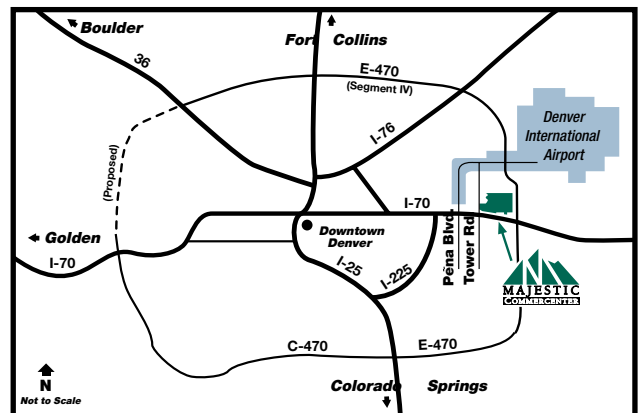 Boulder
Fort Collins
36
E-470
(Segment IV)
I-76
Denver
International
Airport
(Proposed)
I-70
Pēna Blvd.
Tower Rd.
Downtown
Denver
Golden
I-70
I-25
I-225
MAJESTIC
COMMERCENTER
C-470
E-470
N
Not to Scale
Colorado Springs